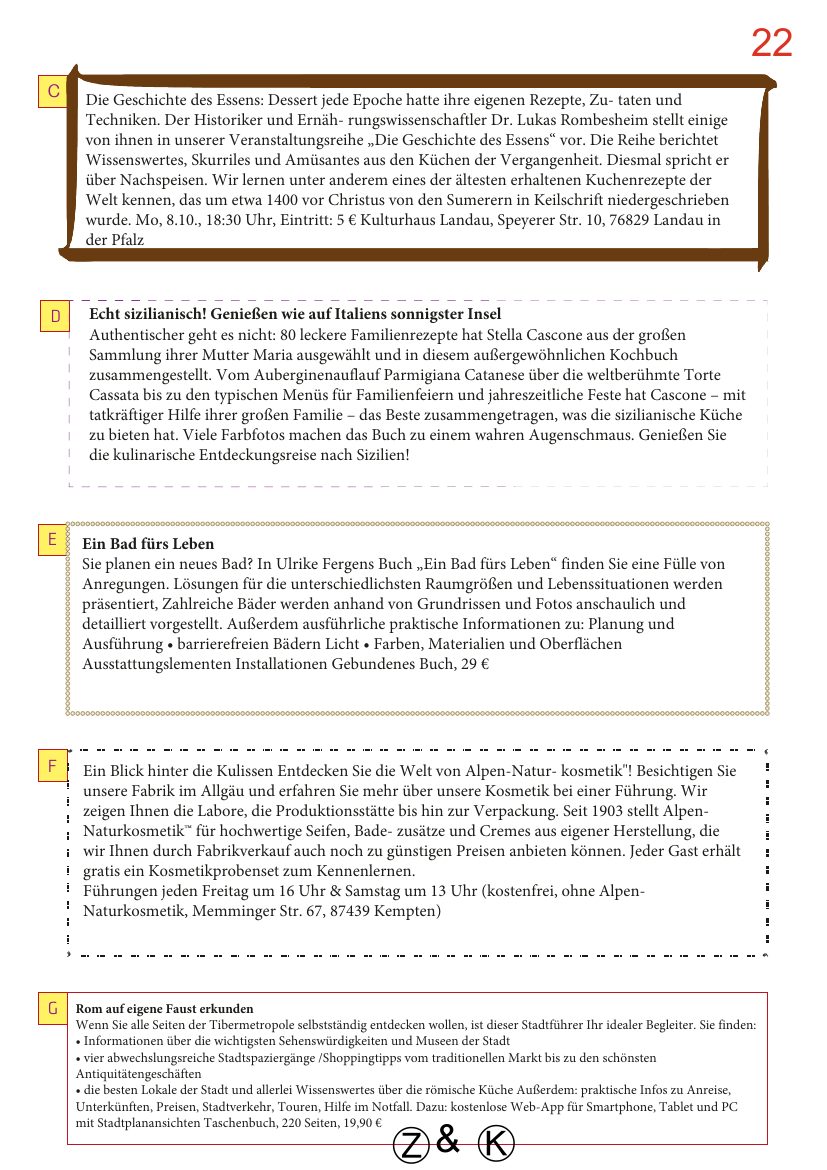 22
C
Die Geschichte des Essens: Dessert jede Epoche hatte ihre eigenen Rezepte, Zu- taten und
Techniken. Der Historiker und Ernäh- rungswissenschaftler Dr. Lukas Rombesheim stellt einige
von ihnen in unserer Veranstaltungsreihe „Die Geschichte des Essens“ vor. Die Reihe berichtet
Wissenswertes, Skurriles und Amüsantes aus den Küchen der Vergangenheit. Diesmal spricht er
über Nachspeisen. Wir lernen unter anderem eines der ältesten erhaltenen Kuchenrezepte der
Welt kennen, das um etwa 1400 vor Christus von den Sumerern in Keilschrift niedergeschrieben
wurde. Mo, 8.10., 18:30 Uhr, Eintritt: 5 € Kulturhaus Landau, Speyerer Str. 10, 76829 Landau in
der Pfalz
D
Echt sizilianisch! Genießen wie auf Italiens sonnigster Insel
Authentischer geht es nicht: 80 leckere Familienrezepte hat Stella Cascone aus der großen
Sammlung ihrer Mutter Maria ausgewählt und in diesem außergewöhnlichen Kochbuch
zusammengestellt. Vom Auberginenauflauf Parmigiana Catanese über die weltberühmte Torte
Cassata bis zu den typischen Menüs für Familienfeiern und jahreszeitliche Feste hat Cascone – mit
tatkräftiger Hilfe ihrer großen Familie – das Beste zusammengetragen, was die sizilianische Küche
zu bieten hat. Viele Farbfotos machen das Buch zu einem wahren Augenschmaus. Genießen Sie
die kulinarische Entdeckungsreise nach Sizilien!
E
Ein Bad fürs Leben
Sie planen ein neues Bad? In Ulrike Fergens Buch „Ein Bad fürs Leben“ finden Sie eine Fülle von
Anregungen. Lösungen für die unterschiedlichsten Raumgrößen und Lebenssituationen werden
präsentiert, Zahlreiche Bäder werden anhand von Grundrissen und Fotos anschaulich und
detailliert vorgestellt. Außerdem ausführliche praktische Informationen zu: Planung und
Ausführung • barrierefreien Bädern Licht • Farben, Materialien und Oberflächen
Ausstattungslementen Installationen Gebundenes Buch, 29 €
F
Ein Blick hinter die Kulissen Entdecken Sie die Welt von Alpen-Natur- kosmetik"! Besichtigen Sie
unsere Fabrik im Allgäu und erfahren Sie mehr über unsere Kosmetik bei einer Führung. Wir
zeigen Ihnen die Labore, die Produktionsstätte bis hin zur Verpackung. Seit 1903 stellt Alpen-
Naturkosmetik™ für hochwertige Seifen, Bade- zusätze und Cremes aus eigener Herstellung, die
wir Ihnen durch Fabrikverkauf auch noch zu günstigen Preisen anbieten können. Jeder Gast erhält
gratis ein Kosmetikprobenset zum Kennenlernen.
Führungen jeden Freitag um 16 Uhr & Samstag um 13 Uhr (kostenfrei, ohne Alpen-
Naturkosmetik, Memminger Str. 67, 87439 Kempten)
G
Rom auf eigene Faust erkunden
Wenn Sie alle Seiten der Tibermetropole selbstständig entdecken wollen, ist dieser Stadtführer Ihr idealer Begleiter. Sie finden:
• Informationen über die wichtigsten Sehenswürdigkeiten und Museen der Stadt
• vier abwechslungsreiche Stadtspaziergänge /Shoppingtipps vom traditionellen Markt bis zu den schönsten
Antiquitätengeschäften
• die besten Lokale der Stadt und allerlei Wissenswertes über die römische Küche Außerdem: praktische Infos zu Anreise,
Unterkünften, Preisen, Stadtverkehr, Touren, Hilfe im Notfall. Dazu: kostenlose Web-App für Smartphone, Tablet und PC
mit Stadtplanansichten Taschenbuch, 220 Seiten, 19,90 €
Z & K